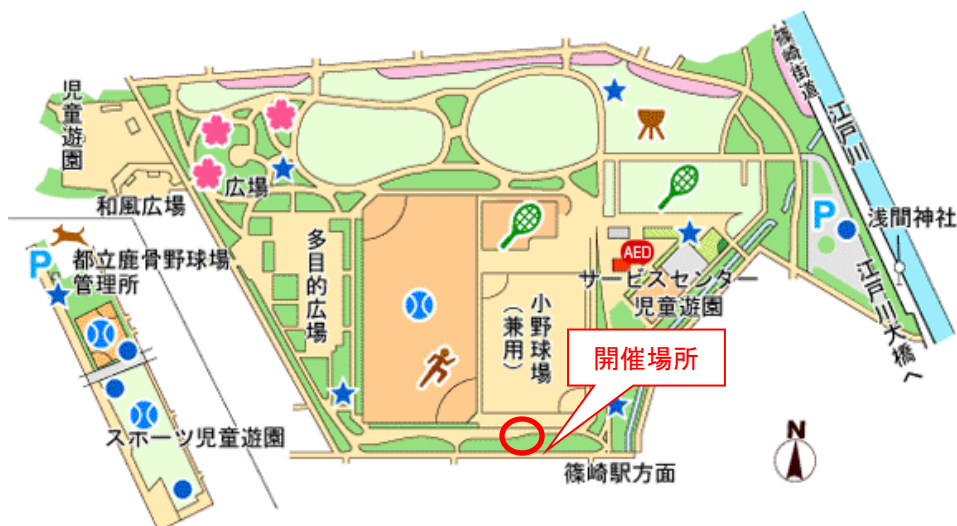 児童遊園
和風広場
広場
多目的広場
都立鹿骨野球場
管理所
P
スポーツ児童遊園
小野球場
（兼用）
AED
サービスセンター
児童遊園
開催場所
篠崎駅方面
N
篠崎街道
江戸川
P
浅間神社
江戸川大橋へ